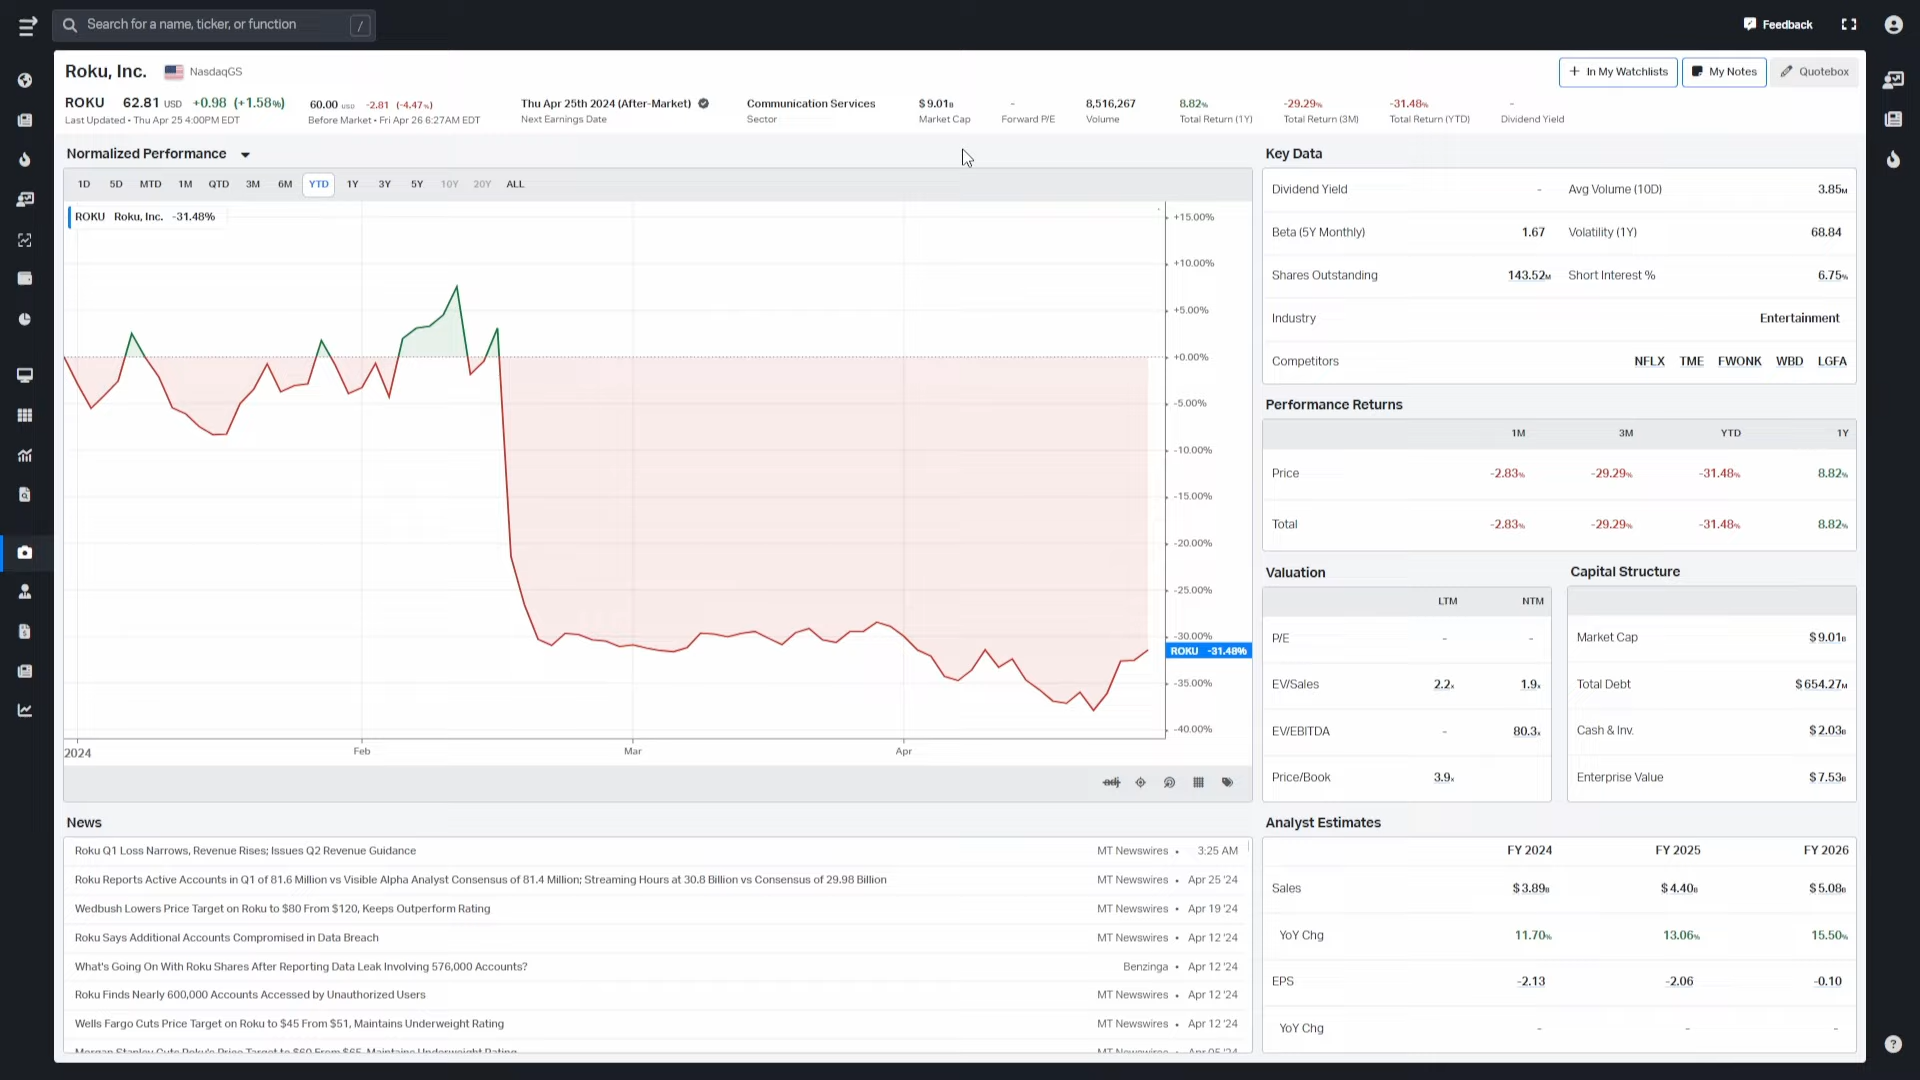 Search for a name, ticker, or function /
Feedback
Roku, Inc. NasdaqGS
+ In My Watchlists My Notes Quotebox
ROKU 62.81 USD +0.98 (+1.58%)
Last Updated • Thu Apr 25 4:00PM EDT
60.00 USD -2.81 (-4.47%)
Before Market • Fri Apr 26 6:27AM EDT
Thu Apr 25th 2024 (After-Market)
Next Earnings Date
Communication Services
Sector
$9.01B
Market Cap
-
Forward P/E
8,516,267
Volume
8.82%
Total Return (1Y)
-29.29%
Total Return (3M)
-31.48%
Total Return (YTD)
-
Dividend Yield
Normalized Performance
1D 5D MTD 1M QTD 3M 6M YTD 1Y 3Y 5Y 10Y 20Y ALL
ROKU Roku, Inc. -31.48%
+15.00%
+10.00%
+5.00%
+0.00%
-5.00%
-10.00%
-15.00%
-20.00%
-25.00%
-30.00%
ROKU -31.48%
-35.00%
-40.00%
2024 Feb Mar Apr
adj
Key Data
Dividend Yield - Avg Volume (10D) 3.85M
Beta (5Y Monthly) 1.67 Volatility (1Y) 68.84
Shares Outstanding 143.52M Short Interest % 6.75%
Industry Entertainment
Competitors NFLX TME FWONK WBD LGFA
Performance Returns
1M 3M YTD 1Y
Price -2.83% -29.29% -31.48% 8.82%
Total -2.83% -29.29% -31.48% 8.82%
Valuation
LTM NTM
P/E - -
EV/Sales 2.2x 1.9x
EV/EBITDA - 80.3x
Price/Book 3.9x
Capital Structure
Market Cap $9.01B
Total Debt $654.27M
Cash & Inv. $2.03B
Enterprise Value $7.53B
News
Roku Q1 Loss Narrows, Revenue Rises; Issues Q2 Revenue Guidance MT Newswires • 3:25 AM
Roku Reports Active Accounts in Q1 of 81.6 Million vs Visible Alpha Analyst Consensus of 81.4 Million; Streaming Hours at 30.8 Billion vs Consensus of 29.98 Billion MT Newswires • Apr 25 '24
Wedbush Lowers Price Target on Roku to $80 From $120, Keeps Outperform Rating MT Newswires • Apr 19 '24
Roku Says Additional Accounts Compromised in Data Breach MT Newswires • Apr 12 '24
What's Going On With Roku Shares After Reporting Data Leak Involving 576,000 Accounts? Benzinga • Apr 12 '24
Roku Finds Nearly 600,000 Accounts Accessed by Unauthorized Users MT Newswires • Apr 12 '24
Wells Fargo Cuts Price Target on Roku to $45 From $51, Maintains Underweight Rating MT Newswires • Apr 12 '24
Morgan Stanley Cuts Roku's Price Target to $60 From $65, Maintains Underweight Rating MT Newswires • Apr 05 '24
Analyst Estimates
FY 2024 FY 2025 FY 2026
Sales $3.89B $4.40B $5.08B
YoY Chg 11.70% 13.06% 15.50%
EPS -2.13 -2.06 -0.10
YoY Chg - - -